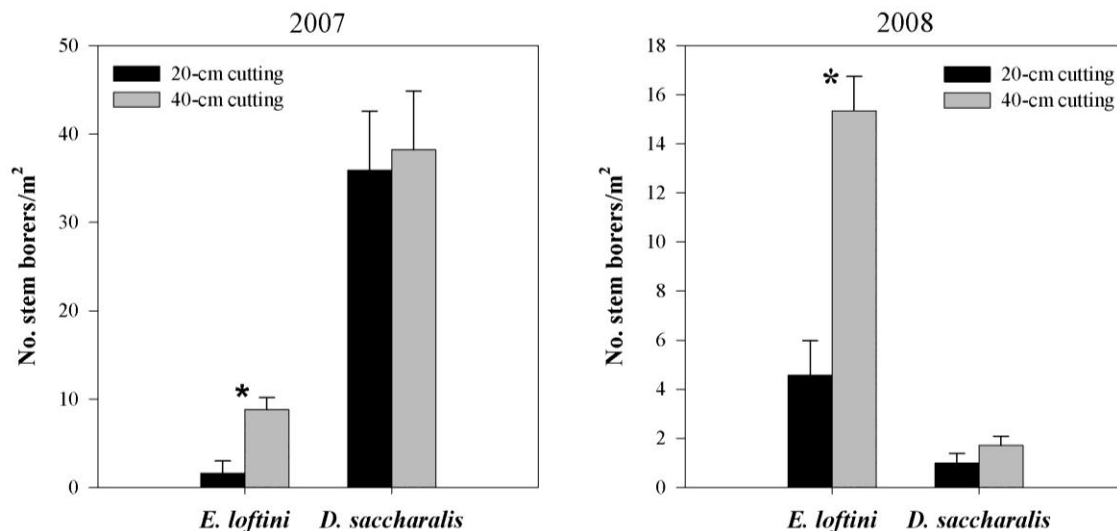 2007
No. stem borers/m²
50
40
30
20
10
0
20-cm cutting
40-cm cutting
*
E. loftini D. saccharalis
2008
No. stem borers/m²
18
16
14
12
10
8
6
4
2
0
20-cm cutting
40-cm cutting
*
E. loftini D. saccharalis